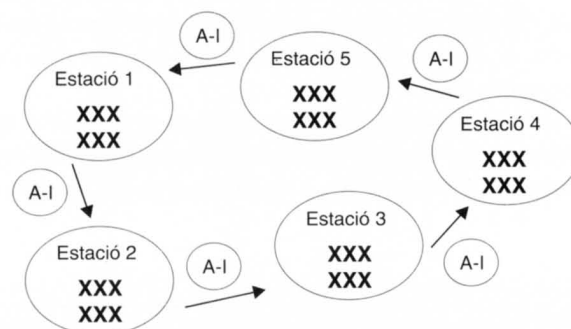 A-I
Estació 1
XXX
XXX
A-I
Estació 2
XXX
XXX
A-I
Estació 3
XXX
XXX
A-I
Estació 4
XXX
XXX
A-I
Estació 5
XXX
XXX